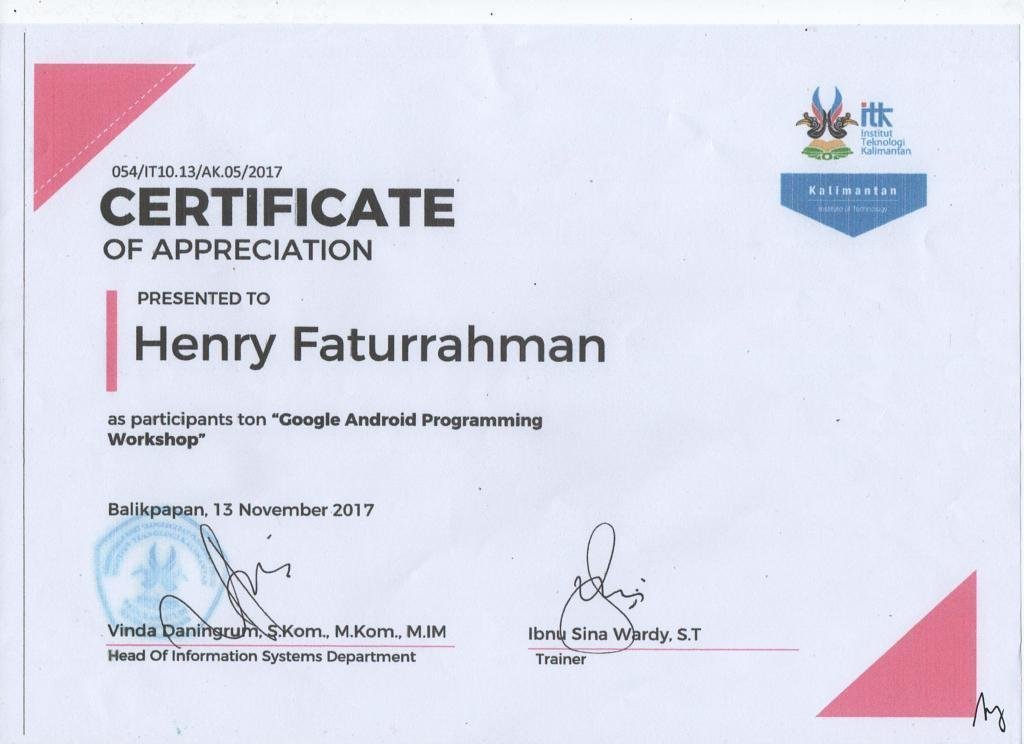 itk
Institut
Teknologi
Kalimantan
Kalimantan
Institute of Technology
054/IT10.13/AK.05/2017
CERTIFICATE
OF APPRECIATION
PRESENTED TO
Henry Faturrahman
as participants ton “Google Android Programming
Workshop”
Balikpapan, 13 November 2017
Vinda Daningrum, S.Kom., M.Kom., M.IM
Head Of Information Systems Department
Ibnu Sina Wardy, S.T
Trainer